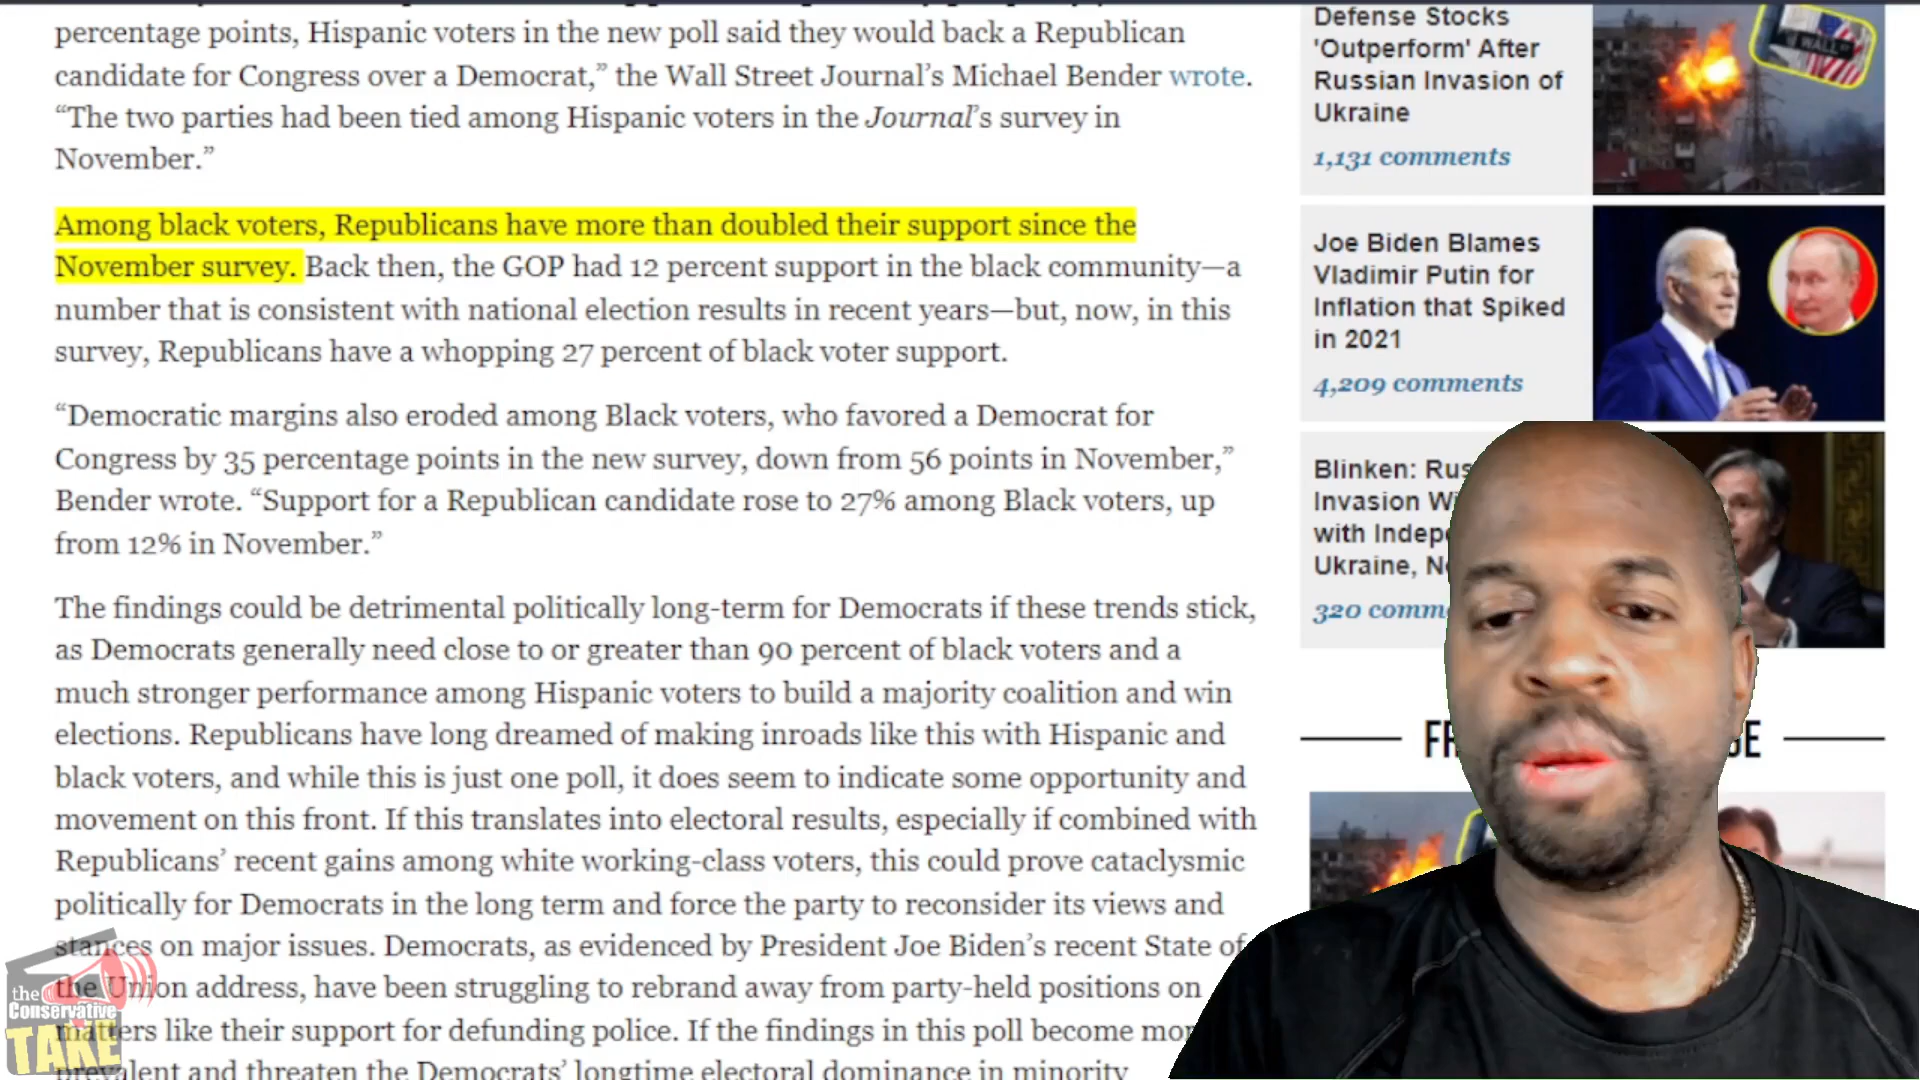 percentage points, Hispanic voters in the new poll said they would back a Republican
candidate for Congress over a Democrat,” the Wall Street Journal’s Michael Bender wrote.
“The two parties had been tied among Hispanic voters in the Journal’s survey in
November.”
Among black voters, Republicans have more than doubled their support since the
November survey. Back then, the GOP had 12 percent support in the black community—a
number that is consistent with national election results in recent years—but, now, in this
survey, Republicans have a whopping 27 percent of black voter support.
“Democratic margins also eroded among Black voters, who favored a Democrat for
Congress by 35 percentage points in the new survey, down from 56 points in November,”
Bender wrote. “Support for a Republican candidate rose to 27% among Black voters, up
from 12% in November.”
The findings could be detrimental politically long-term for Democrats if these trends stick,
as Democrats generally need close to or greater than 90 percent of black voters and a
much stronger performance among Hispanic voters to build a majority coalition and win
elections. Republicans have long dreamed of making inroads like this with Hispanic and
black voters, and while this is just one poll, it does seem to indicate some opportunity and
movement on this front. If this translates into electoral results, especially if combined with
Republicans’ recent gains among white working-class voters, this could prove cataclysmic
politically for Democrats in the long term and force the party to reconsider its views and
stances on major issues. Democrats, as evidenced by President Joe Biden’s recent State of
the Union address, have been struggling to rebrand away from party-held positions on
matters like their support for defunding police. If the findings in this poll become
prevalent and threaten the Democrats’ longtime electoral dominance in minority
Defense Stocks
'Outperform' After
Russian Invasion of
Ukraine
1,131 comments
WALL
Joe Biden Blames
Vladimir Putin for
Inflation that Spiked
in 2021
4,209 comments
Blinken:
Invasion
with
Ukraine,
320
the
Conservative
TAKE